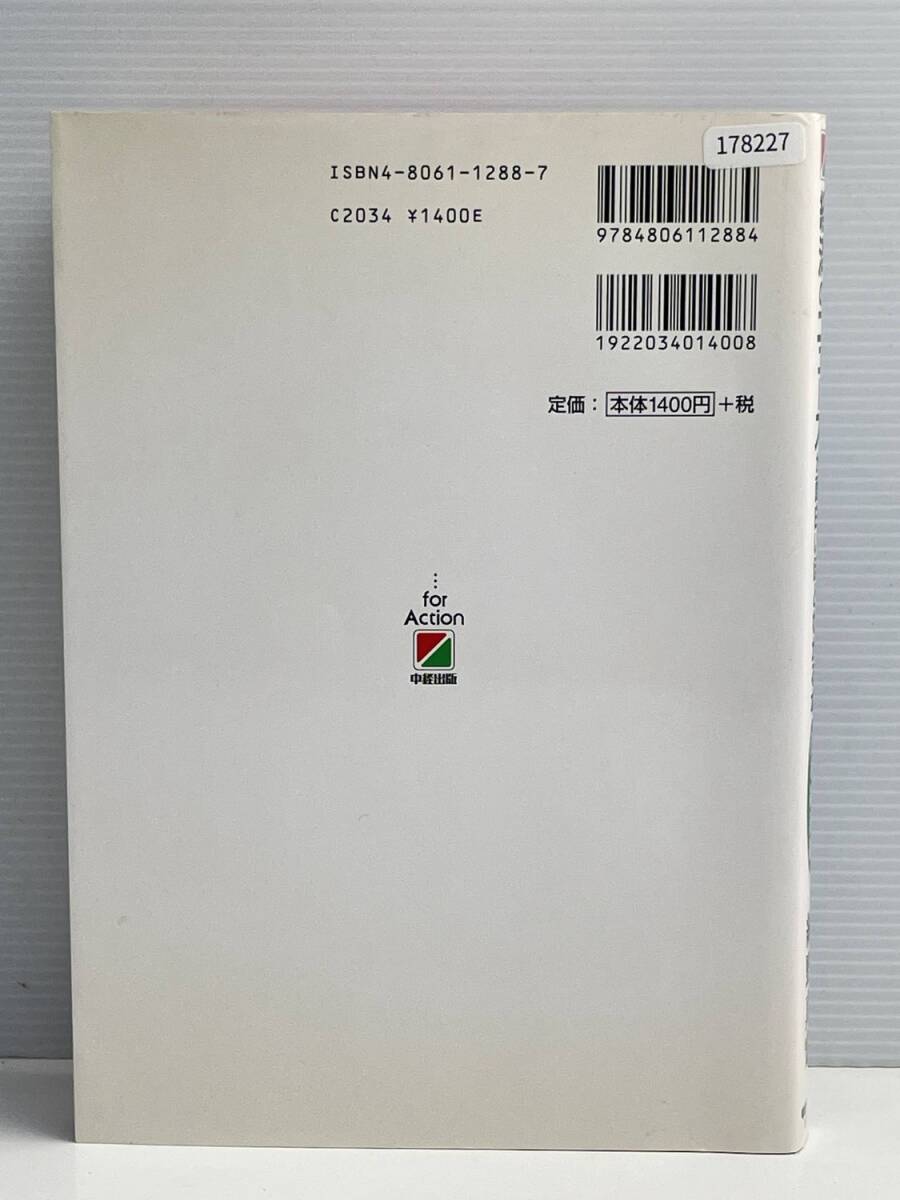 178227
ISBN4-8061-1288-7
C2034 ¥1400E
9784806112884
1922034014008
定価：本体1400円+税
…
for
Action
中経出版